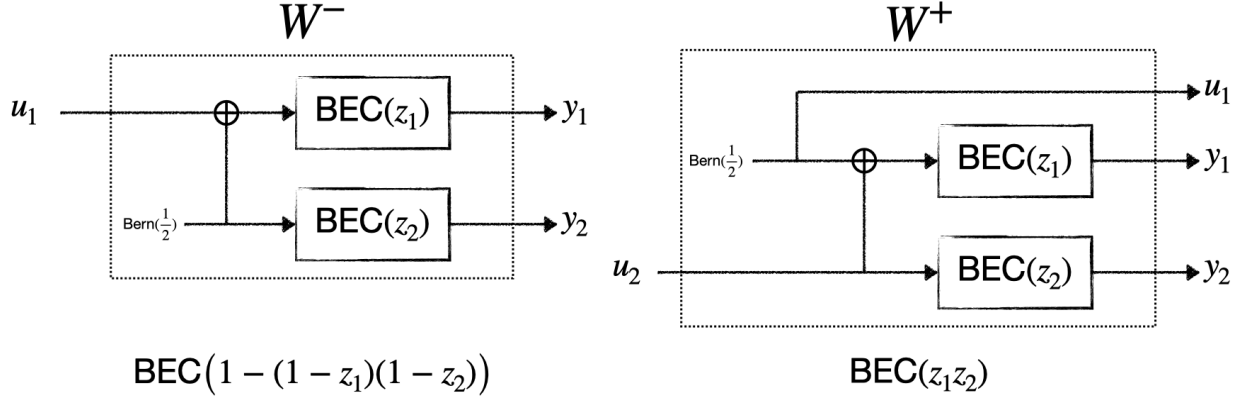 W⁻
u₁
BEC(z₁)
y₁
Bern(1/2)
BEC(z₂)
y₂
BEC(1 − (1 − z₁)(1 − z₂))
W⁺
u₁
Bern(1/2)
BEC(z₁)
y₁
u₂
BEC(z₂)
y₂
BEC(z₁z₂)